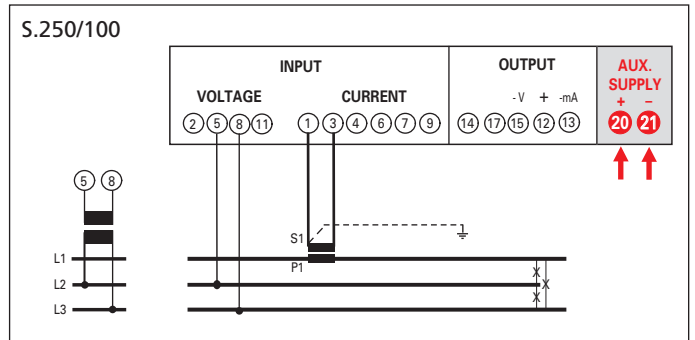 S.250/100
INPUT
OUTPUT
AUX.
SUPPLY
VOLTAGE
CURRENT
- V + -mA
+ –
2 5 8 11 1 3 4 6 7 9 14 17 15 12 13 20 21
5 8
S1
P1
L1
L2
L3
X
X
X